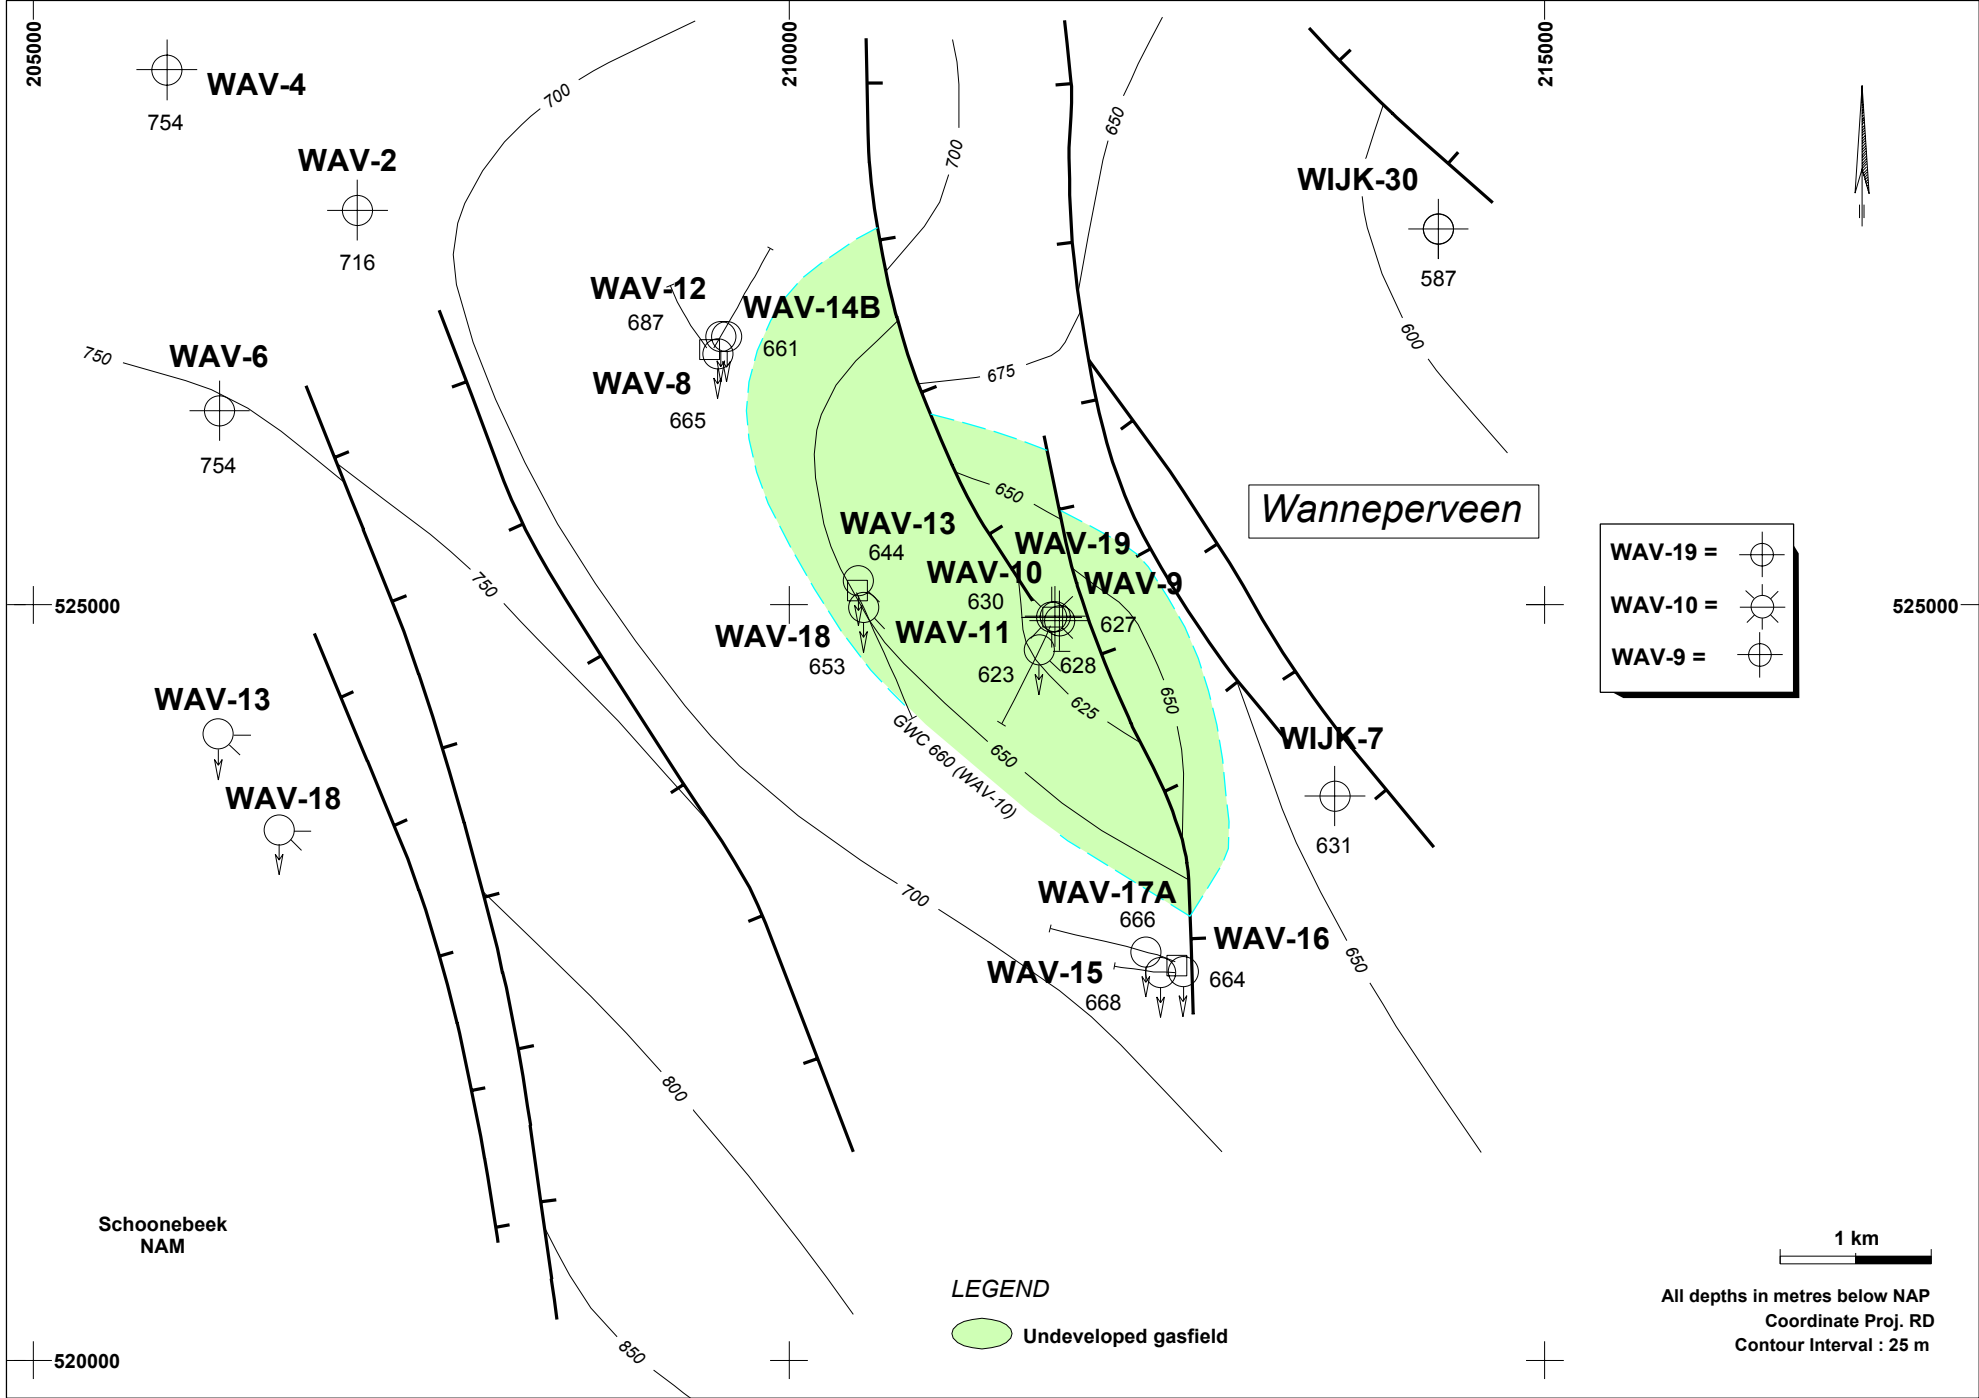 205000
210000
215000
WAV-4
754
700
650
700
WAV-2
716
WIJK-30
587
WAV-12
687
WAV-14B
661
600
750
WAV-6
754
WAV-8
665
675
650
Wanneperveen
WAV-13
644
WAV-19
WAV-19 =
WAV-10
630
WAV-9
750
525000
525000
WAV-10 =
627
WAV-18
653
WAV-11
623
628
WAV-9 =
WAV-13
650
625
GWC 660 (WAV-10)
650
WIJK-7
631
WAV-18
700
WAV-17A
666
WAV-16
664
WAV-15
668
650
800
Schoonebeek
NAM
1 km
LEGEND
Undeveloped gasfield
All depths in metres below NAP
Coordinate Proj. RD
Contour Interval : 25 m
850
520000